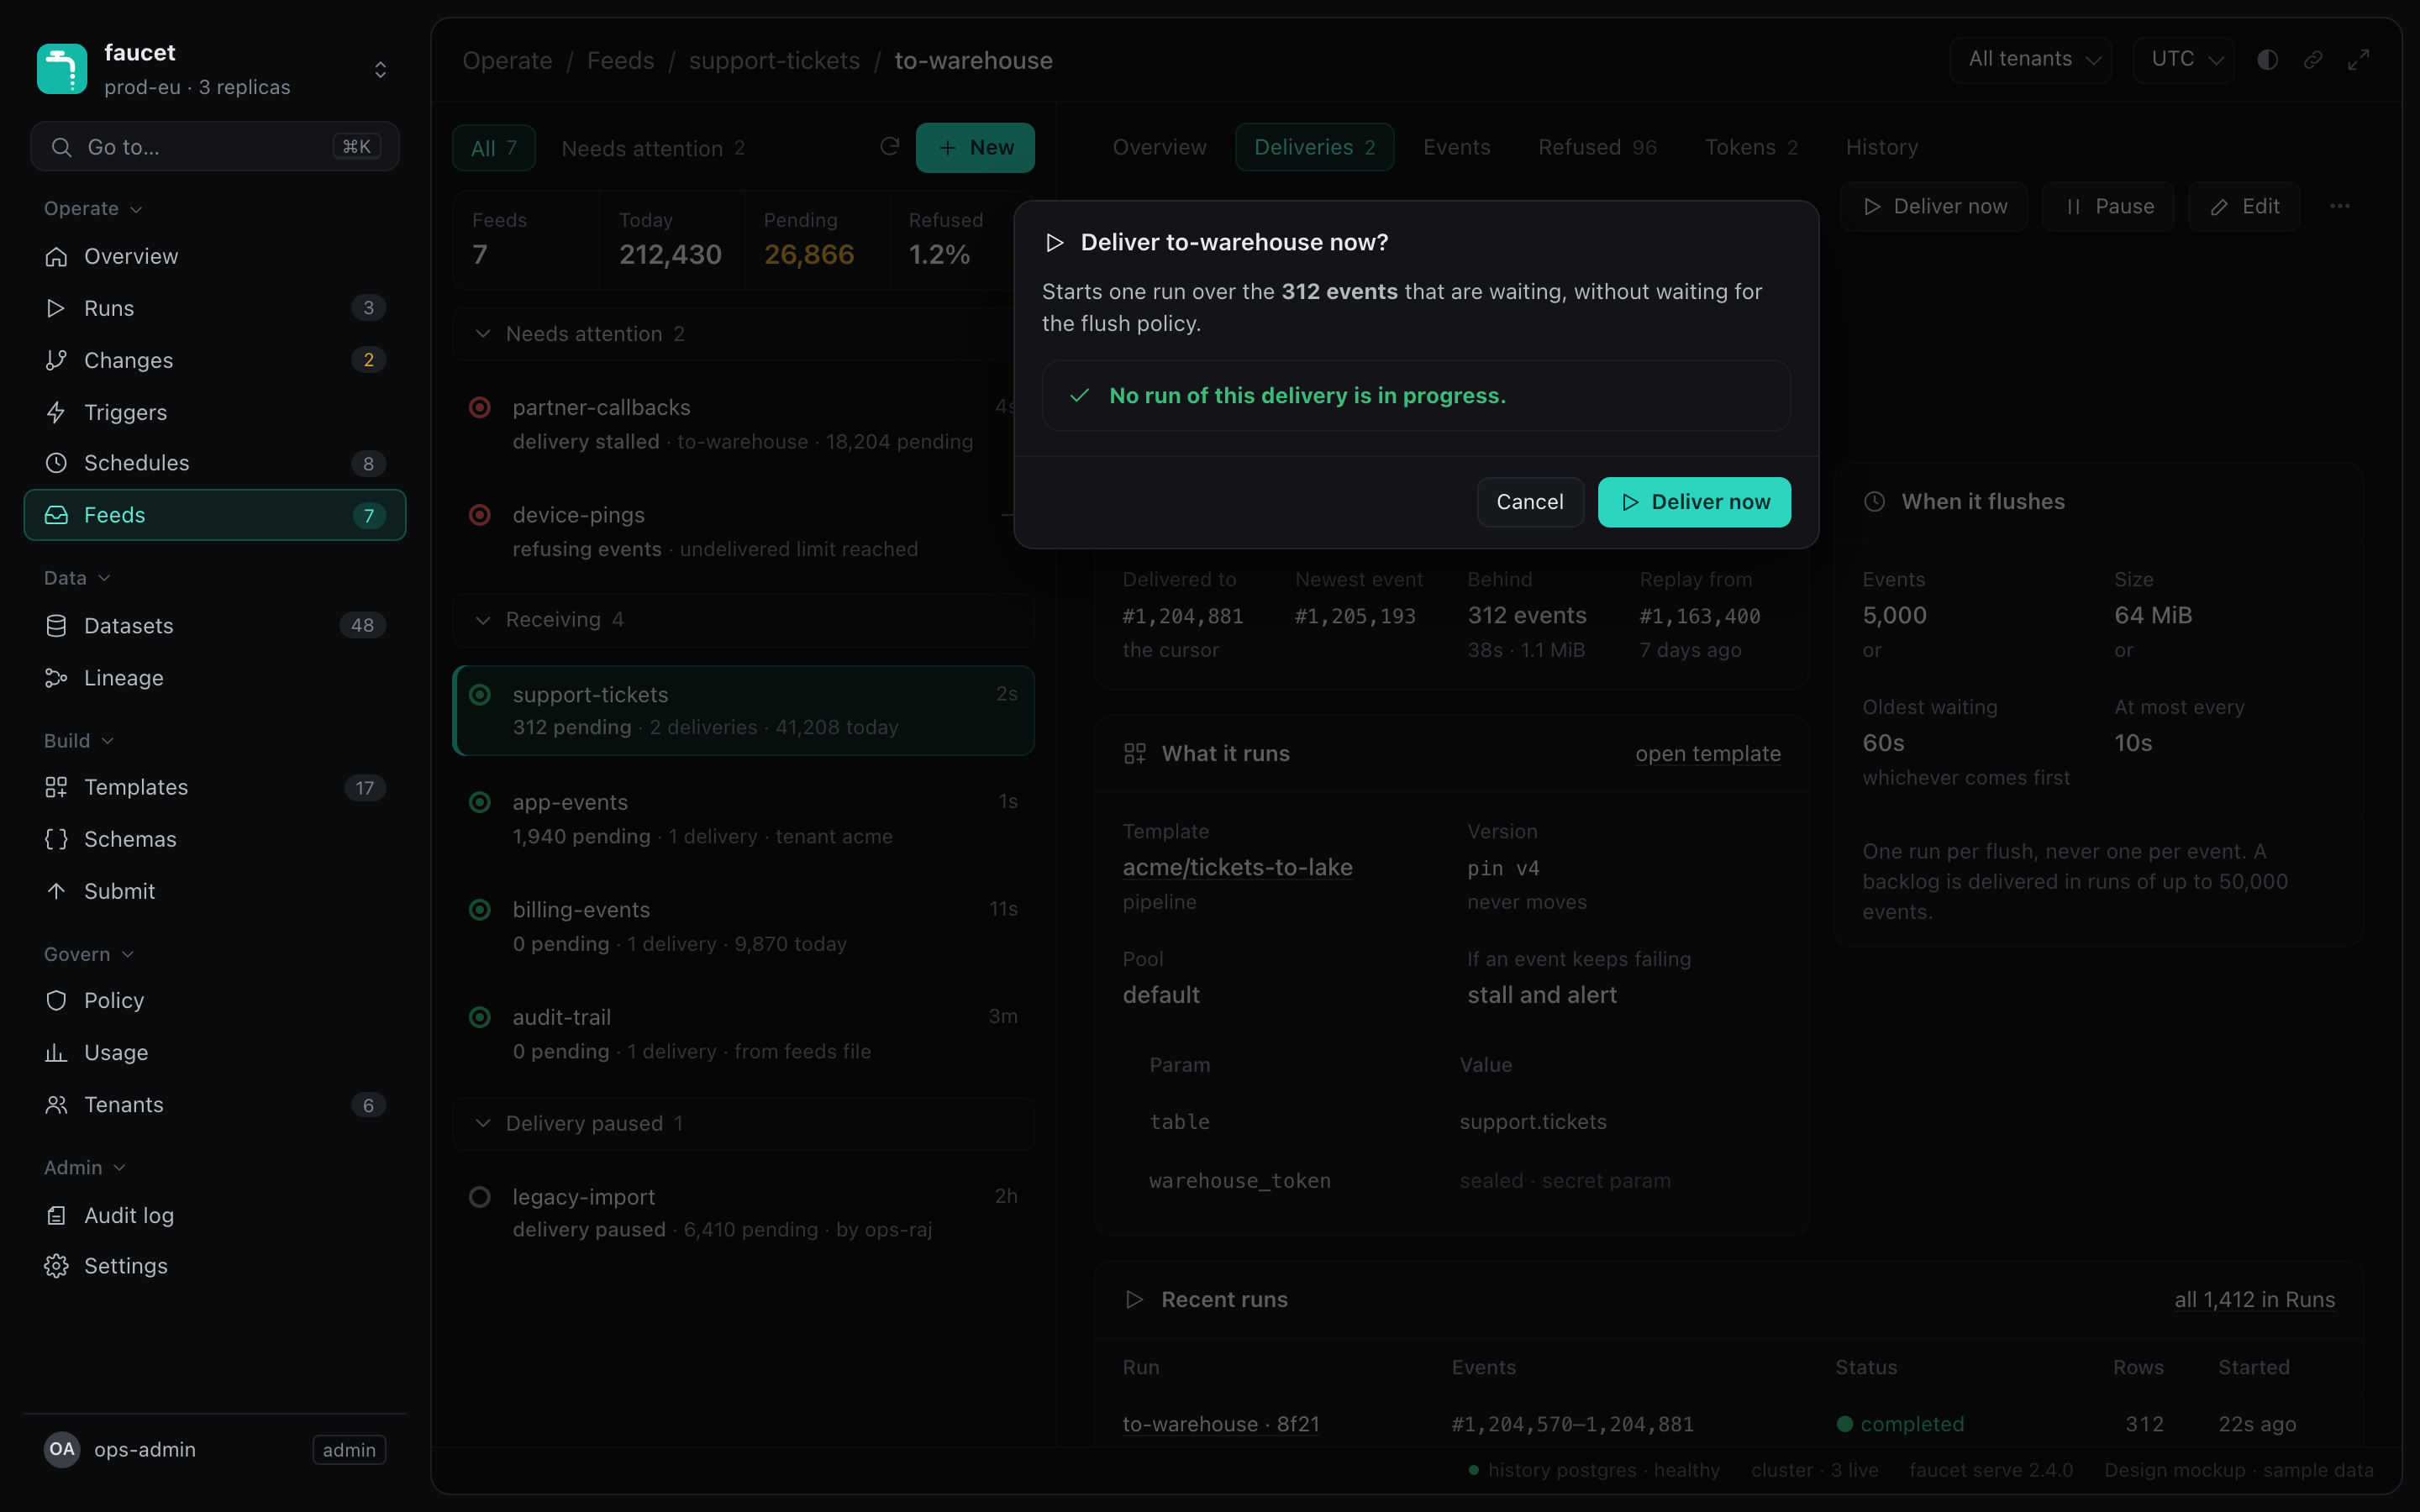 faucet
prod-eu · 3 replicas
Go to...
⌘K
Operate
Overview
Runs 3
Changes 2
Triggers
Schedules 8
Feeds 7
Data
Datasets 48
Lineage
Build
Templates 17
Schemas
Submit
Govern
Policy
Usage
Tenants 6
Admin
Audit log
Settings
OA ops-admin admin
Operate / Feeds / support-tickets / to-warehouse
All tenants
UTC
All 7
Needs attention 2
New
Feeds
7
Today
212,430
Pending
26,866
Refused
1.2%
Needs attention 2
partner-callbacks
delivery stalled · to-warehouse · 18,204 pending
device-pings
refusing events · undelivered limit reached
Receiving 4
support-tickets 2s
312 pending · 2 deliveries · 41,208 today
app-events 1s
1,940 pending · 1 delivery · tenant acme
billing-events 11s
0 pending · 1 delivery · 9,870 today
audit-trail 3m
0 pending · 1 delivery · from feeds file
Delivery paused 1
legacy-import 2h
delivery paused · 6,410 pending · by ops-raj
Overview
Deliveries 2
Events
Refused 96
Tokens 2
History
Deliver now
Pause
Edit
Deliver to-warehouse now?
Starts one run over the 312 events that are waiting, without waiting for
the flush policy.
No run of this delivery is in progress.
Cancel
Deliver now
Delivered to
#1,204,881
the cursor
Newest event
#1,205,193
Behind
312 events
38s · 1.1 MiB
Replay from
#1,163,400
7 days ago
When it flushes
Events
5,000
or
Size
64 MiB
or
Oldest waiting
60s
whichever comes first
At most every
10s
One run per flush, never one per event. A
backlog is delivered in runs of up to 50,000
events.
What it runs
open template
Template
acme/tickets-to-lake
pipeline
Version
pin v4
never moves
Pool
default
If an event keeps failing
stall and alert
Param Value
table support.tickets
warehouse_token sealed · secret param
Recent runs
all 1,412 in Runs
Run Events Status Rows Started
to-warehouse · 8f21 #1,204,570–1,204,881 completed 312 22s ago
history postgres · healthy
cluster · 3 live
faucet serve 2.4.0
Design mockup · sample data